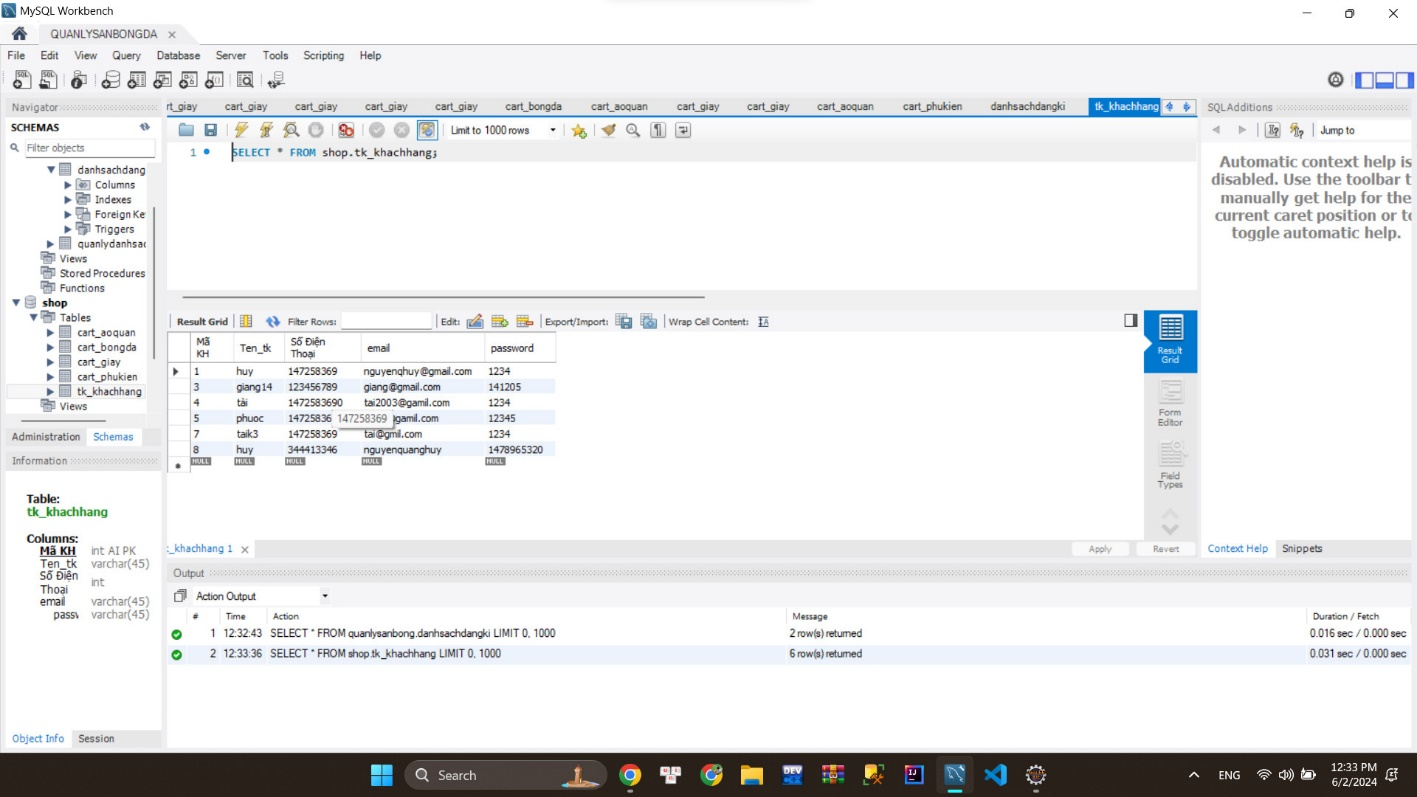 MySQL Workbench
QUANLYSANBONGDA
File Edit View Query Database Server Tools Scripting Help
Navigator
SCHEMAS
Filter objects
danhsachdang
Columns
Indexes
Foreign Ke
Triggers
quanlydanhsac
Views
Stored Procedures
Functions
shop
Tables
cart_aoquan
cart_bongda
cart_giay
cart_phukien
tk_khachhang
Views
Administration Schemas
Information
Table:
tk_khachhang
Columns:
Mã KH int AI PK
Ten_tk varchar(45)
Số Điện
Thoại int
email varchar(45)
passv varchar(45)
Object Info Session
rt_giay cart_giay cart_giay cart_giay cart_giay cart_bongda cart_aoquan cart_giay cart_giay cart_aoquan cart_phukien danhsachdangki tk_khachhang
Limit to 1000 rows
1 SELECT * FROM shop.tk_khachhang;
Result Grid Filter Rows: Edit: Export/Import: Wrap Cell Content:
Mã KH Ten_tk Số Điện Thoại email password
1 huy 147258369 nguyenqhuy@gmail.com 1234
3 giang14 123456789 giang@gmail.com 141205
4 tài 1472583690 tai2003@gamil.com 1234
5 phuoc 14725836 147258369 gamil.com 12345
7 taik3 147258369 tai@gmil.com 1234
8 huy 344413346 nguyenquanghuy 1478965320
NULL NULL NULL NULL NULL
Result Grid
Form Editor
Field Types
_khachhang 1 Apply Revert
SQLAdditions
Jump to
Automatic context help is
disabled. Use the toolbar t
manually get help for the
current caret position or to
toggle automatic help.
Context Help Snippets
Output
Action Output
# Time Action Message Duration / Fetch
1 12:32:43 SELECT * FROM quanlysanbong.danhsachdangki LIMIT 0, 1000 2 row(s) returned 0.016 sec / 0.000 sec
2 12:33:36 SELECT * FROM shop.tk_khachhang LIMIT 0, 1000 6 row(s) returned 0.031 sec / 0.000 sec
Search
DEV
ENG
12:33 PM
6/2/2024